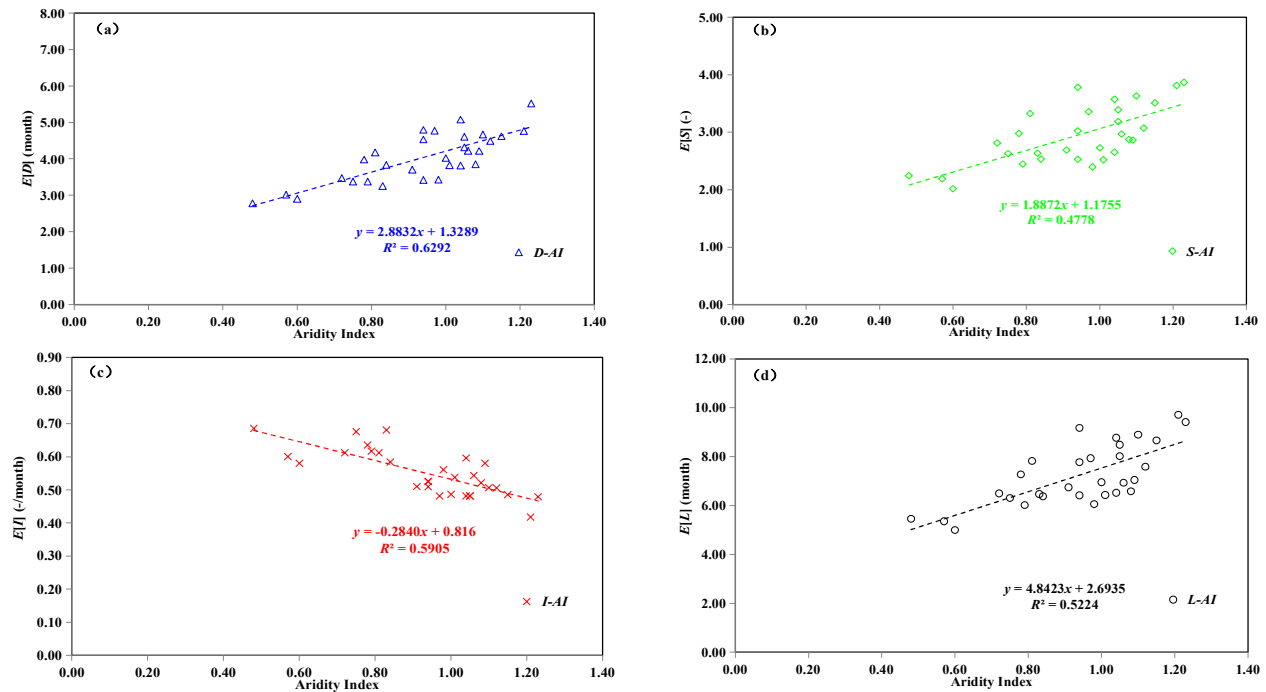 (a)
8.00
7.00
6.00
5.00
4.00
3.00
2.00
1.00
0.00
E[D] (month)
y = 2.8832x + 1.3289
R² = 0.6292
D-AI
0.00 0.20 0.40 0.60 0.80 1.00 1.20 1.40
Aridity Index
(b)
5.00
4.00
3.00
2.00
1.00
0.00
E[S] (-)
y = 1.8872x + 1.1755
R² = 0.4778
S-AI
0.00 0.20 0.40 0.60 0.80 1.00 1.20 1.40
Aridity Index
(c)
0.90
0.80
0.70
0.60
0.50
0.40
0.30
0.20
0.10
0.00
E[I] (-/month)
y = -0.2840x + 0.816
R² = 0.5905
I-AI
0.00 0.20 0.40 0.60 0.80 1.00 1.20 1.40
Aridity Index
(d)
12.00
10.00
8.00
6.00
4.00
2.00
0.00
E[L] (month)
y = 4.8423x + 2.6935
R² = 0.5224
L-AI
0.00 0.20 0.40 0.60 0.80 1.00 1.20 1.40
Aridity Index